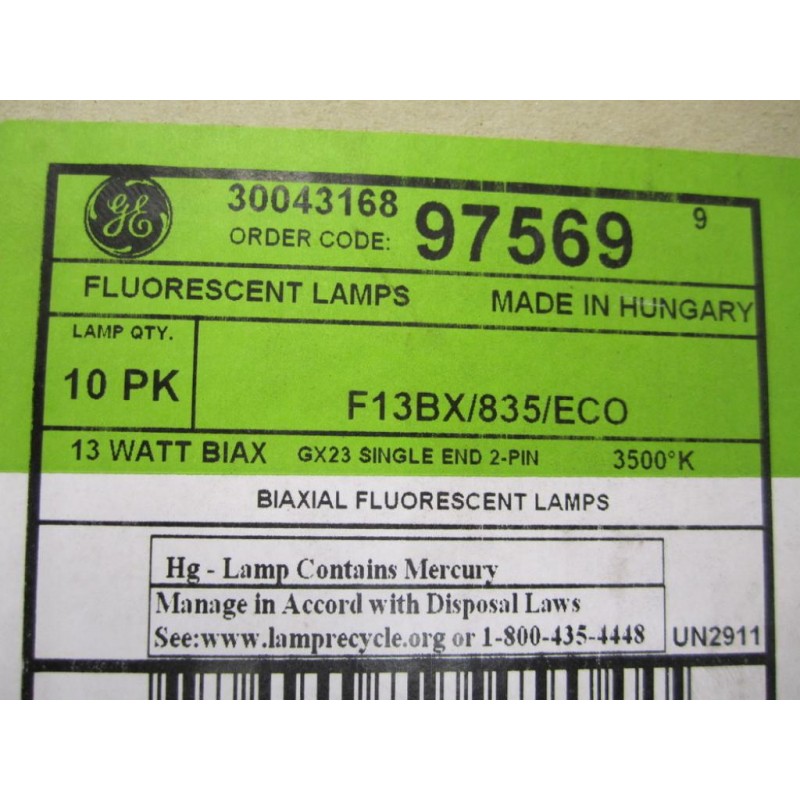 GE
30043168
ORDER CODE: 97569 9
FLUORESCENT LAMPS MADE IN HUNGARY
LAMP QTY.
10 PK
F13BX/835/ECO
13 WATT BIAX GX23 SINGLE END 2-PIN 3500°K
BIAXIAL FLUORESCENT LAMPS
Hg - Lamp Contains Mercury
Manage in Accord with Disposal Laws
See:www.lamprecycle.org or 1-800-435-4448 UN2911